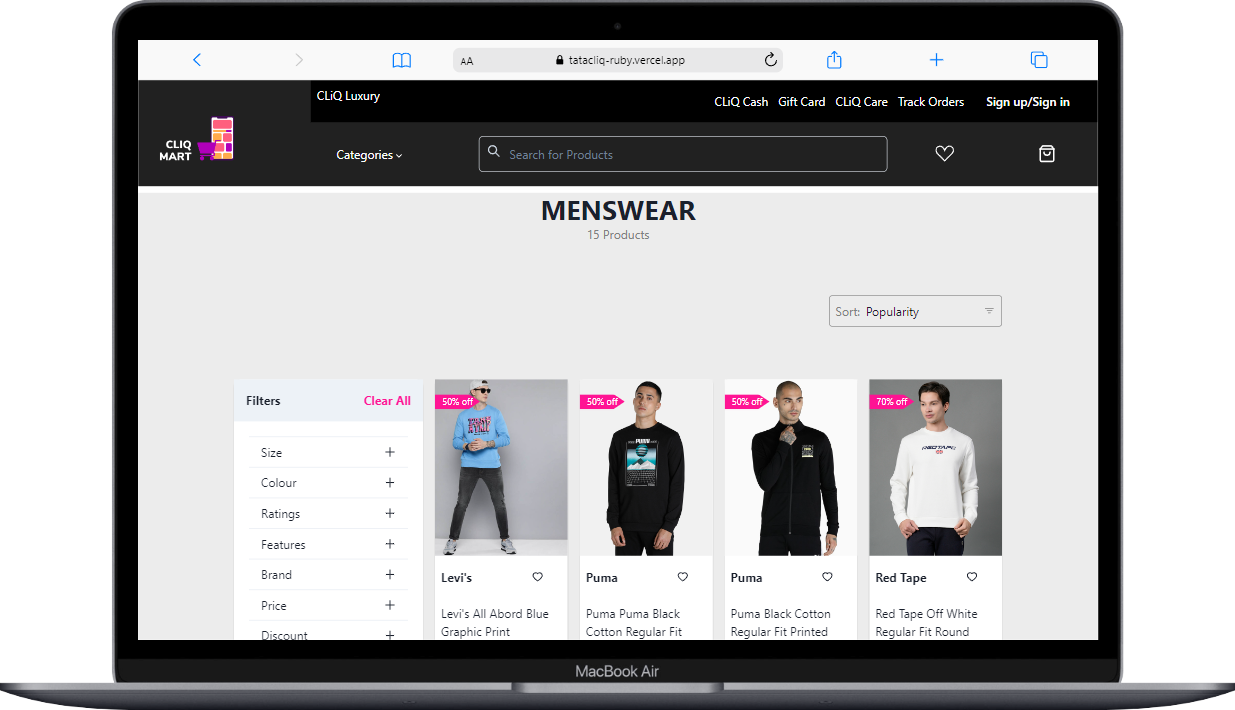 AA tatacliq-ruby.vercel.app
CLiQ Luxury
CLiQ Cash Gift Card CLiQ Care Track Orders Sign up/Sign in
CLIQ
MART
Categories
Search for Products
MENSWEAR
15 Products
Sort: Popularity
Filters Clear All
Size +
Colour +
Ratings +
Features +
Brand +
Price +
Discount +
50% off
Levi's
Levi's All Abord Blue
Graphic Print
50% off
PUMA
Puma
Puma Puma Black
Cotton Regular Fit
50% off
Puma
Puma Black Cotton
Regular Fit Printed
70% off
REDTAPE
Red Tape
Red Tape Off White
Regular Fit Round
MacBook Air